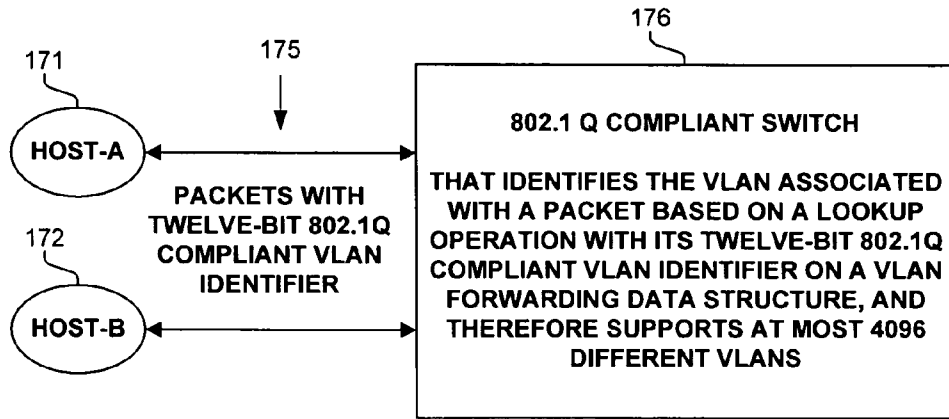 171
175
176
HOST-A
PACKETS WITH
TWELVE-BIT 802.1Q
COMPLIANT VLAN
IDENTIFIER
172
HOST-B
802.1 Q COMPLIANT SWITCH
THAT IDENTIFIES THE VLAN ASSOCIATED
WITH A PACKET BASED ON A LOOKUP
OPERATION WITH ITS TWELVE-BIT 802.1Q
COMPLIANT VLAN IDENTIFIER ON A VLAN
FORWARDING DATA STRUCTURE, AND
THEREFORE SUPPORTS AT MOST 4096
DIFFERENT VLANS